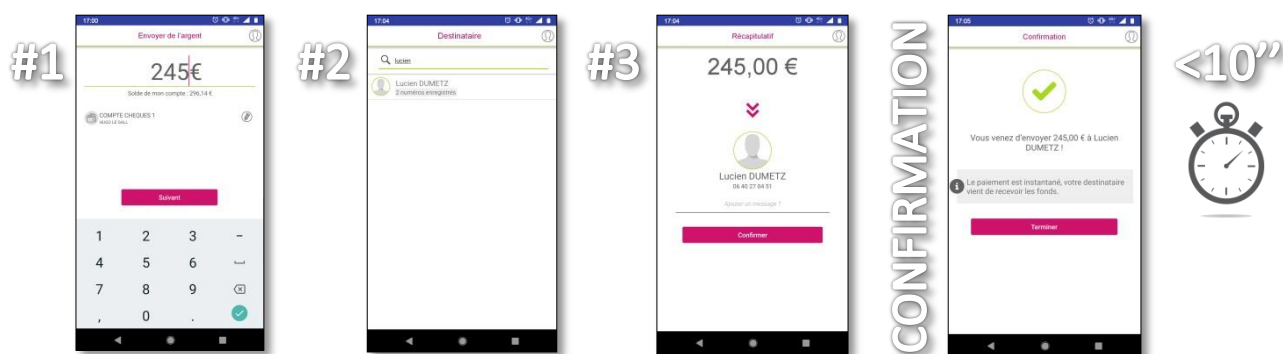 #1
17:00
Envoyer de l'argent
245€
Solde de mon compte : 296,14 €
COMPTE CHEQUES 1
Suivant
1 2 3 -
4 5 6
7 8 9
, 0 .
#2
17:04
Destinataire
lucien
Lucien DUMETZ
2 numéros enregistrés
#3
17:04
Récapitulatif
245,00 €
Lucien DUMETZ
06 40 27 04 51
Ajouter un message ?
Confirmer
CONFIRMATION
17:05
Confirmation
Vous venez d'envoyer 245,00 € à Lucien
DUMETZ !
Le paiement est instantané, votre destinataire
vient de recevoir les fonds.
Terminer
<10''